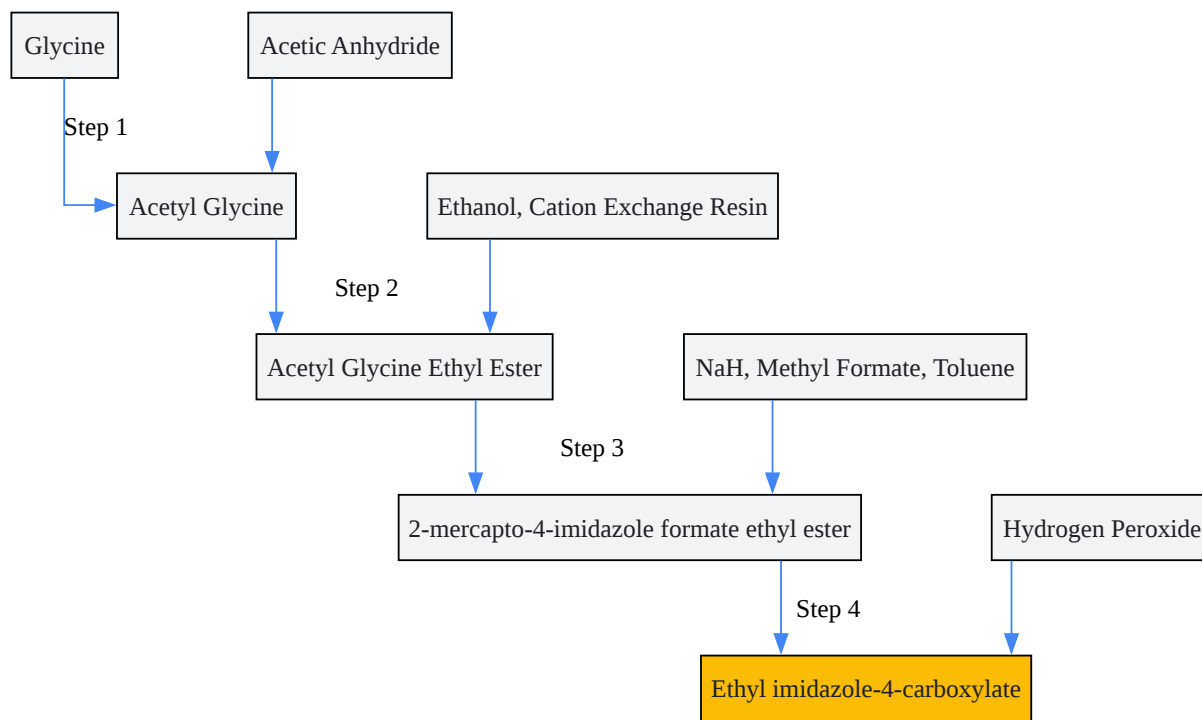 Glycine
Acetic Anhydride
Step 1
Acetyl Glycine
Ethanol, Cation Exchange Resin
Step 2
Acetyl Glycine Ethyl Ester
NaH, Methyl Formate, Toluene
Step 3
2-mercapto-4-imidazole formate ethyl ester
Hydrogen Peroxide
Step 4
Ethyl imidazole-4-carboxylate